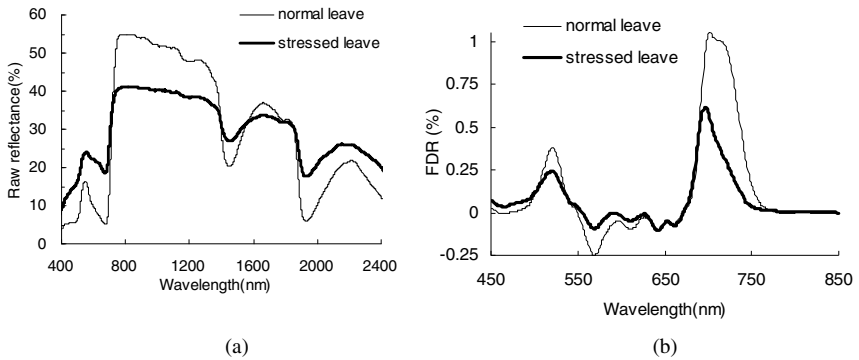 normal leave
stressed leave
Raw reflectance(%)
60
50
40
30
20
10
0
400 800 1200 1600 2000 2400
Wavelength(nm)
(a)
normal leave
stressed leave
FDR (%)
1
0.75
0.5
0.25
0
-0.25
450 550 650 750 850
Wavelength(nm)
(b)